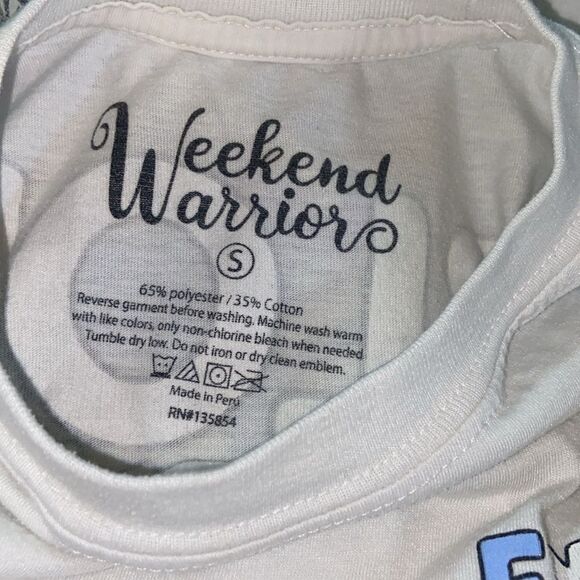 Weekend
Warrior
S
65% polyester / 35% Cotton
Reverse garment before washing. Machine wash warm
with like colors, only non-chlorine bleach when needed
Tumble dry low. Do not iron or dry clean emblem.
Made in Perú
RN#135854
E